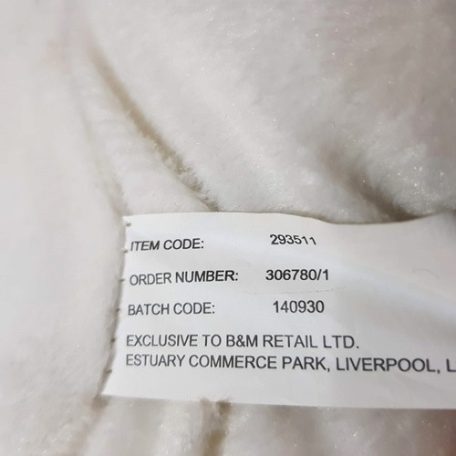 ITEM CODE: 293511
ORDER NUMBER: 306780/1
BATCH CODE: 140930
EXCLUSIVE TO B&M RETAIL LTD.
ESTUARY COMMERCE PARK, LIVERPOOL, L